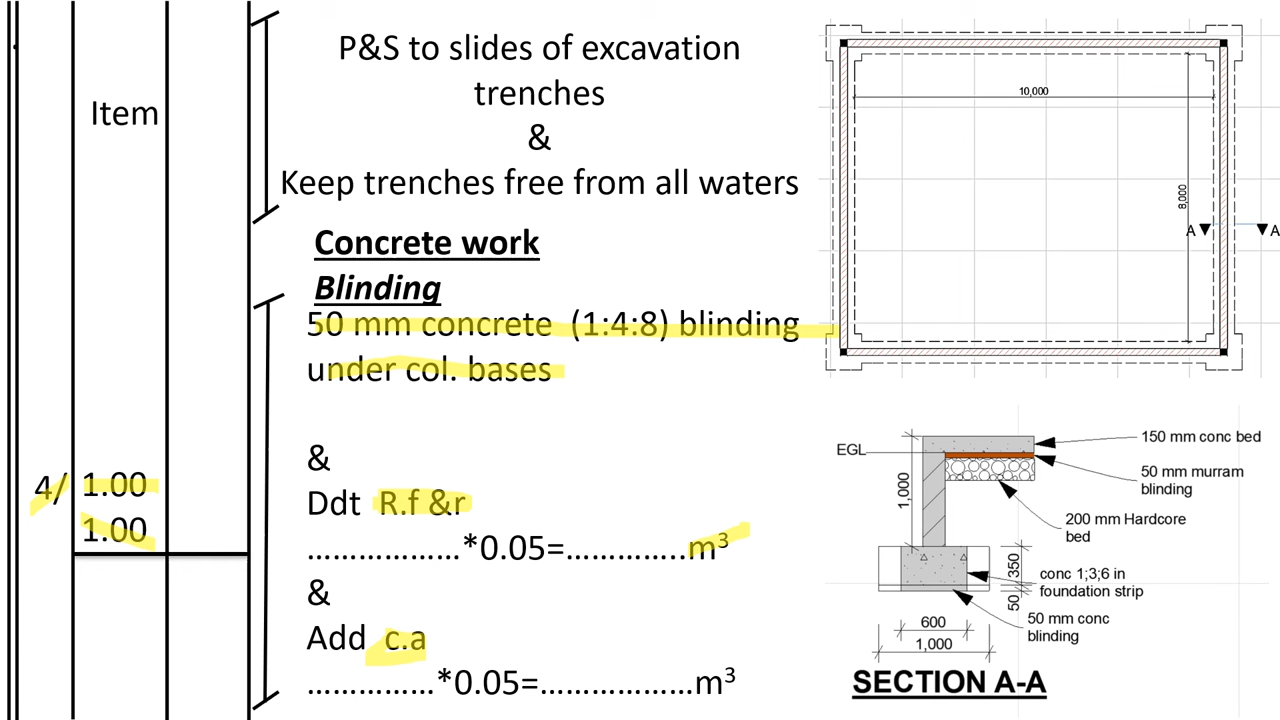 Item
P&S to slides of excavation
trenches
&
Keep trenches free from all waters
Concrete work
Blinding
50 mm concrete (1:4:8) blinding
under col. bases
&
4/ 1.00
1.00
Ddt R.f &r
………………..*0.05=…………..m³
&
Add c.a
…………..*0.05=………………..m³
10,000
8,000
A A
EGL
150 mm conc bed
50 mm murram
blinding
1,000
200 mm Hardcore
bed
350
conc 1;3;6 in
foundation strip
50
50 mm conc
blinding
600
1,000
SECTION A-A